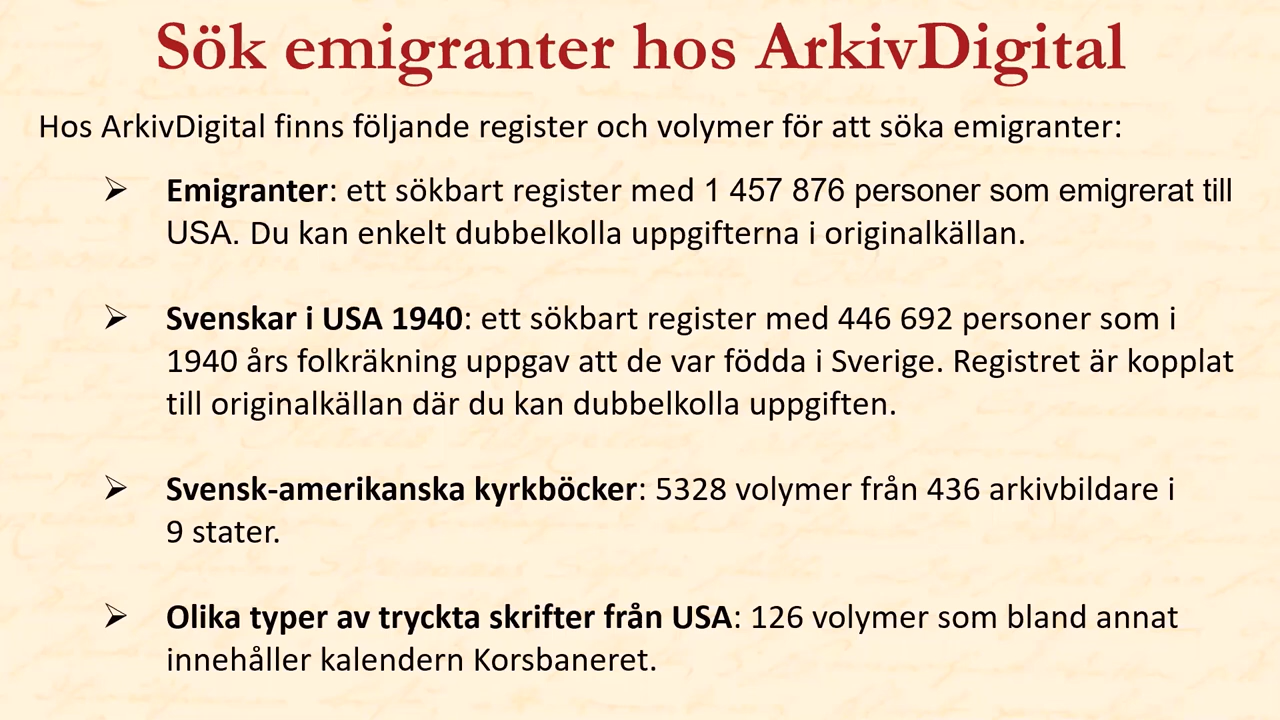 Sök emigranter hos ArkivDigital
Hos ArkivDigital finns följande register och volymer för att söka emigranter:
➢ Emigranter: ett sökbart register med 1 457 876 personer som emigrerat till
USA. Du kan enkelt dubbelkolla uppgifterna i originalkällan.
➢ Svenskar i USA 1940: ett sökbart register med 446 692 personer som i
1940 års folkräkning uppgav att de var födda i Sverige. Registret är kopplat
till originalkällan där du kan dubbelkolla uppgiften.
➢ Svensk-amerikanska kyrkböcker: 5328 volymer från 436 arkivbildare i
9 stater.
➢ Olika typer av tryckta skrifter från USA: 126 volymer som bland annat
innehåller kalendern Korsbaneret.